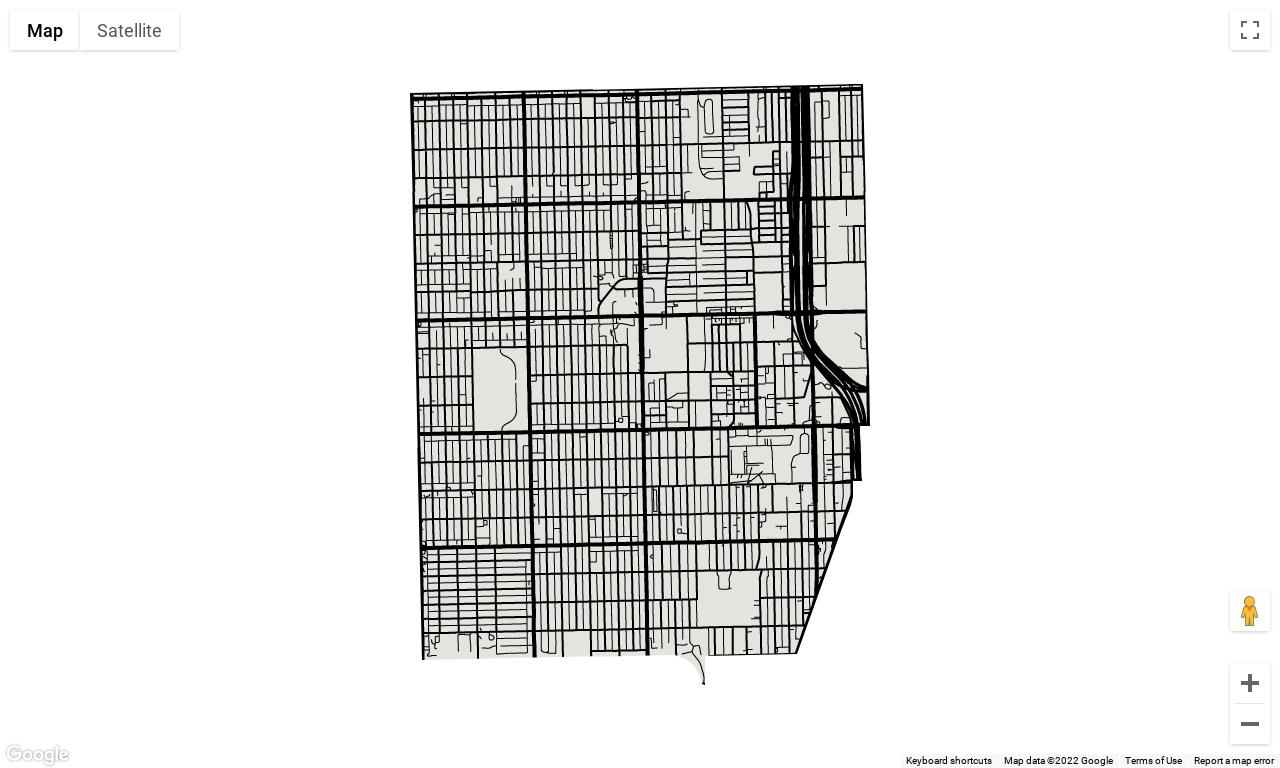 Map
Satellite
Google
Keyboard shortcuts
Map data ©2022 Google
Terms of Use
Report a map error